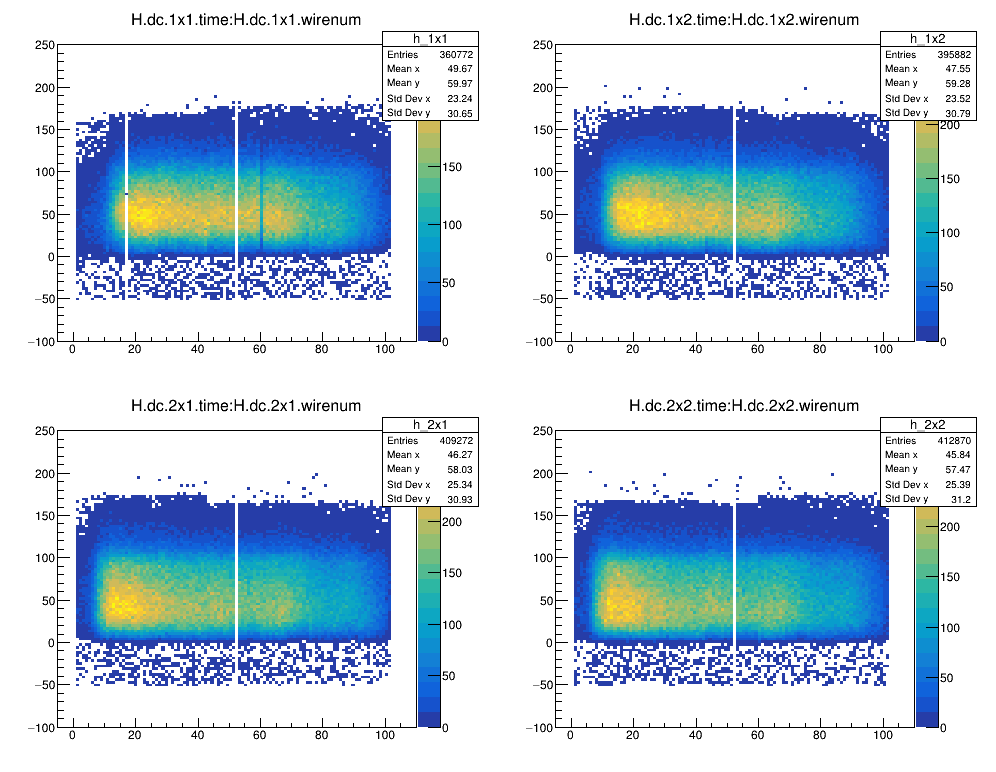 H.dc.1x1.time:H.dc.1x1.wirenum
h_1x1
Entries 360772
Mean x 49.67
Mean y 59.97
Std Dev x 23.24
Std Dev y 30.65
250
200
150
100
50
0
−50
−100
0 20 40 60 80 100
150
100
50
0
H.dc.1x2.time:H.dc.1x2.wirenum
h_1x2
Entries 395882
Mean x 47.55
Mean y 59.28
Std Dev x 23.52
Std Dev y 30.79
250
200
150
100
50
0
−50
−100
0 20 40 60 80 100
200
150
100
50
0
H.dc.2x1.time:H.dc.2x1.wirenum
h_2x1
Entries 409272
Mean x 46.27
Mean y 58.03
Std Dev x 25.34
Std Dev y 30.93
250
200
150
100
50
0
−50
−100
0 20 40 60 80 100
200
150
100
50
0
H.dc.2x2.time:H.dc.2x2.wirenum
h_2x2
Entries 412870
Mean x 45.84
Mean y 57.47
Std Dev x 25.39
Std Dev y 31.2
250
200
150
100
50
0
−50
−100
0 20 40 60 80 100
200
150
100
50
0